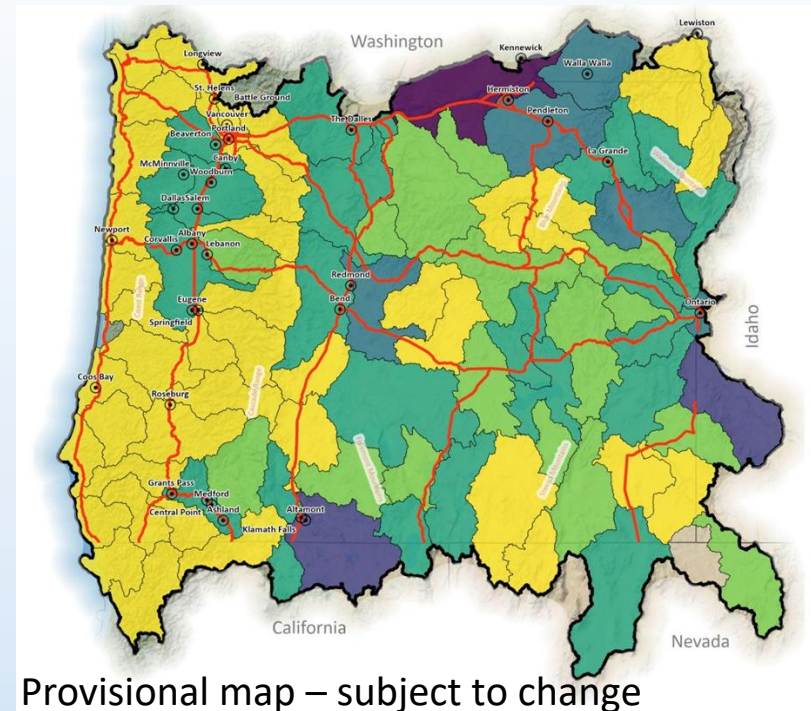 Lewiston
Washington
Longview
Kennewick
Walla Walla
St. Helens
Battle Ground
Hermiston
Vancouver
Portland
The Dalles
Pendleton
Beaverton
Canby
La Grande
McMinnville
Woodburn
Dallas
Salem
Newport
Albany
Corvallis
Lebanon
Redmond
Bend
Ontario
Idaho
Eugene
Springfield
Coos Bay
Roseburg
Grants Pass
Medford
Central Point
Ashland
Altamont
Klamath Falls
California
Nevada
Provisional map – subject to change